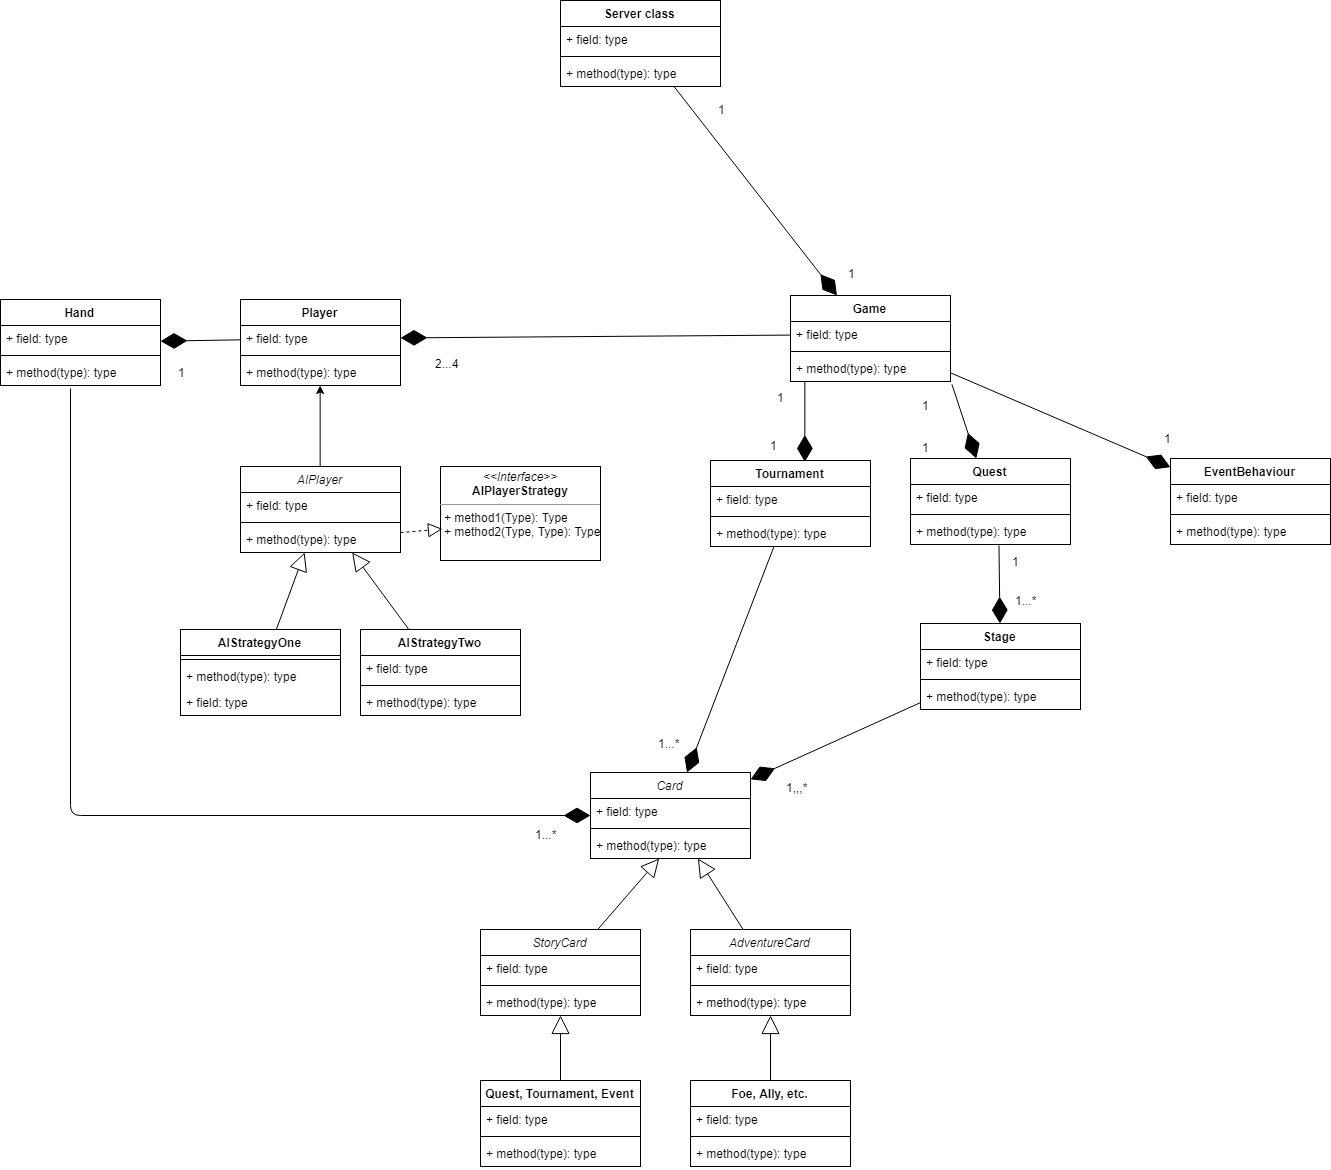 Server class
+ field: type
+ method(type): type
1
1
Hand
+ field: type
+ method(type): type
1
Player
+ field: type
+ method(type): type
2...4
Game
+ field: type
+ method(type): type
1
1
1
1
1
AIPlayer
+ field: type
+ method(type): type
<<Interface>>
AIPlayerStrategy
+ method1(Type): Type
+ method2(Type, Type): Type
Tournament
+ field: type
+ method(type): type
Quest
+ field: type
+ method(type): type
EventBehaviour
+ field: type
+ method(type): type
1
1...*
AIStrategyOne
+ method(type): type
+ field: type
AIStrategyTwo
+ field: type
+ method(type): type
Stage
+ field: type
+ method(type): type
1...*
1,,,*
1...*
Card
+ field: type
+ method(type): type
StoryCard
+ field: type
+ method(type): type
AdventureCard
+ field: type
+ method(type): type
Quest, Tournament, Event
+ field: type
+ method(type): type
Foe, Ally, etc.
+ field: type
+ method(type): type